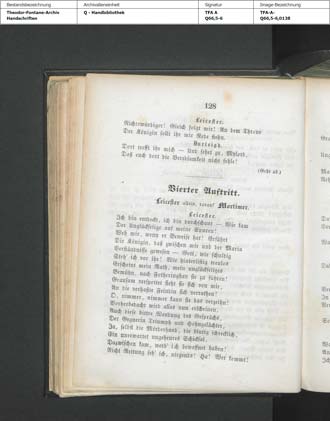 Bestandsbezeichnung
Archivalieneinheit
Signatur
Image-Bezeichnung
Theodor-Fontane-Archiv
Handschriften
Q - Handbibliothek
TFA A
Q66,5-6
TFA-A-
Q66,5-6,0138
128
Leicester.
Nichtswürdiger! Gleich folgt mir! An dem Throne
Der Königin sollt ihr mir Rede stehn.
Burleigh.
Dort trefft ihr mich — Und sehet zu, Mylord,
Daß euch dort die Beredsamkeit nicht fehle!
(Geht ab.)
Vierter Auftritt.
Leicester allein, darauf Mortimer.
Leicester.
Ich bin entdeckt, ich bin durchschaut — Wie kam
Der Unglückselige auf meine Spuren!
Weh mir, wenn er Beweise hat! Erfährt
Die Königin, daß zwischen mir und der Maria
Verständnisse gewesen — Gott! wie schuldig
Steh' ich vor ihr! Wie hinterlistig treulos
Erscheint mein Rath, mein unglückseliges
Bemühn, nach Fotheringhay sie zu führen!
Grausam verspottet sieht sie sich von mir,
An die verhaßte Feindin sich verrathen!
O, nimmer, nimmer kann sie das verzeihn!
Vorherbedacht wird alles nun erscheinen,
Auch diese bittre Wendung des Gesprächs,
Der Gegnerin Triumph und Hohngelächter,
Ja, selbst die Mörderhand, die blutig schrecklich,
Ein unerwartet ungeheures Schicksal,
Dazwischen kam, werd' ich bewaffnet haben!
Nicht Rettung seh' ich, nirgends! Ha! Wer kommt!